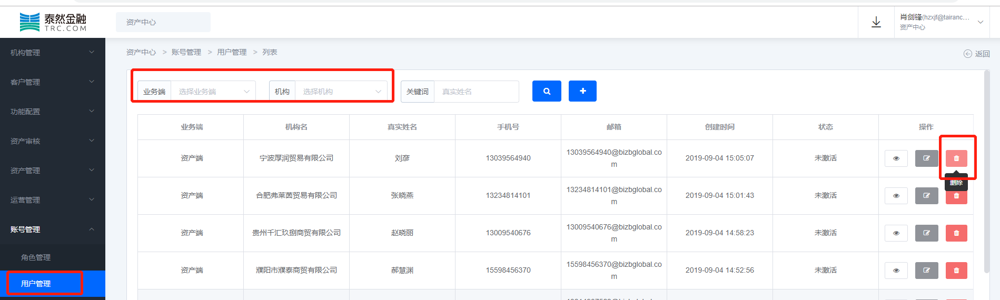 泰然金融
TRC.COM
资产中心
肖剑锋(hzxjf@tairanc...
资产中心
机构管理
客户管理
功能配置
资产审核
资产管理
运营管理
账号管理
角色管理
用户管理
资产中心 > 账号管理 > 用户管理 > 列表
返回
业务端 选择业务端 机构 选择机构 关键词 真实姓名
业务端 机构名 真实姓名 手机号 邮箱 创建时间 状态 操作
资产端 宁波厚润贸易有限公司 刘彦 13039564940 13039564940@bizbglobal.co
m 2019-09-04 15:05:07 未激活
删除
资产端 合肥弗莱茵贸易有限公司 张晓燕 13234814101 13234814101@bizbglobal.co
m 2019-09-04 15:01:43 未激活
资产端 贵州千汇玖捌商贸有限公司 赵晓丽 13009540676 13009540676@bizbglobal.co
m 2019-09-04 14:58:23 未激活
资产端 濮阳市濮泰商贸有限公司 郝慧渊 15598456370 15598456370@bizbglobal.co
m 2019-09-04 14:52:56 未激活